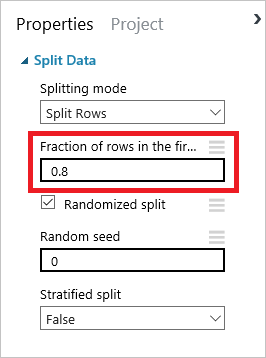 Properties Project
Split Data
Splitting mode
Split Rows
Fraction of rows in the fir...
0.8
Randomized split
Random seed
0
Stratified split
False